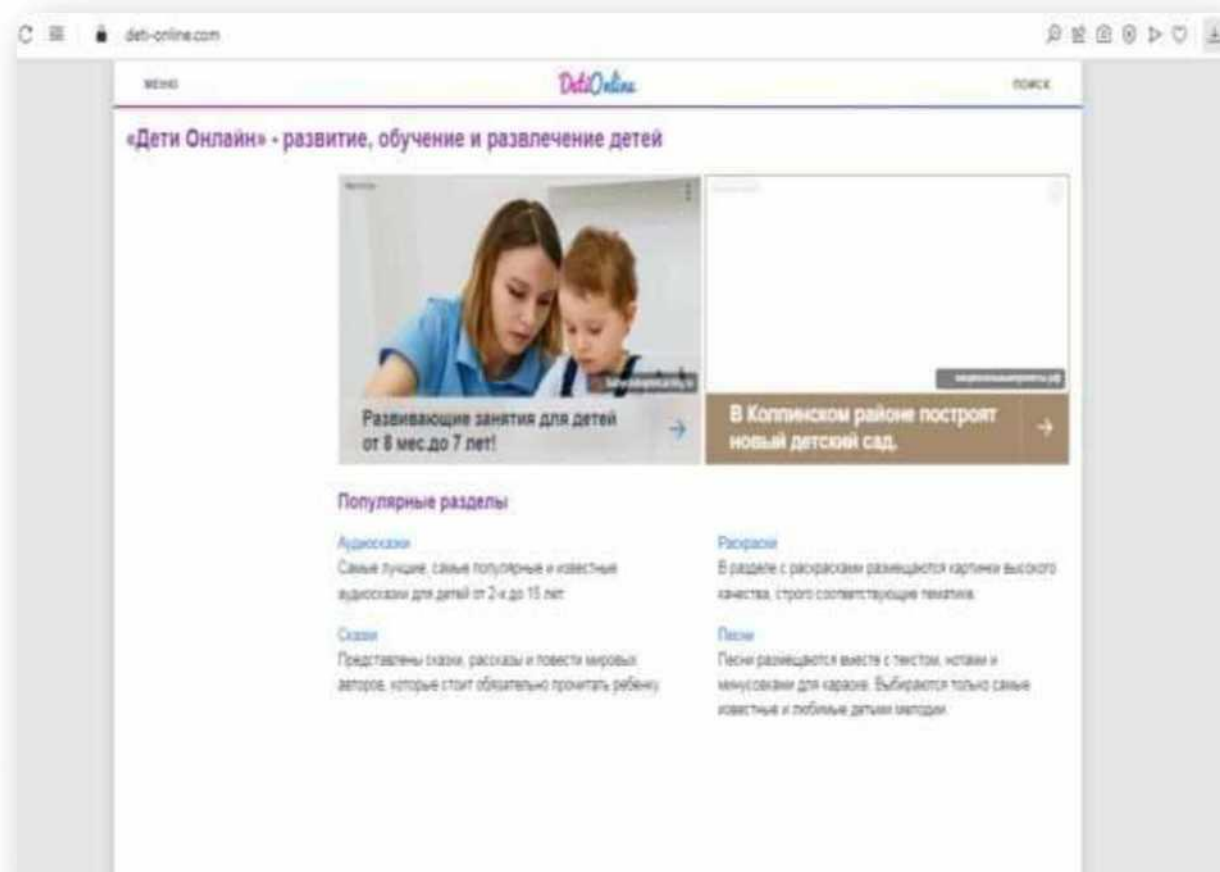 deti-online.com
МЕНЮ
DetiOnline
ПОИСК
«Дети Онлайн» - развитие, обучение и развлечение детей
Развивающие занятия для детей
от 8 мес.до 7 лет!
В Колпинском районе построят
новый детский сад.
Популярные разделы
Аудиосказки
Самые лучшие, самые популярные и известные
аудиосказки для детей от 2-х до 15 лет
Сказки
Представлены сказки, рассказы и повести мировых
авторов, которые стоит обязательно прочитать ребенку
Раскраски
В разделе с раскрасками размещаются картинки высокого
качества, строго соответствующие тематике.
Песни
Песни размещаются вместе с текстом, нотами и
минусовками для караоке. Выбираются только самые
известные и любимые детьми мелодии